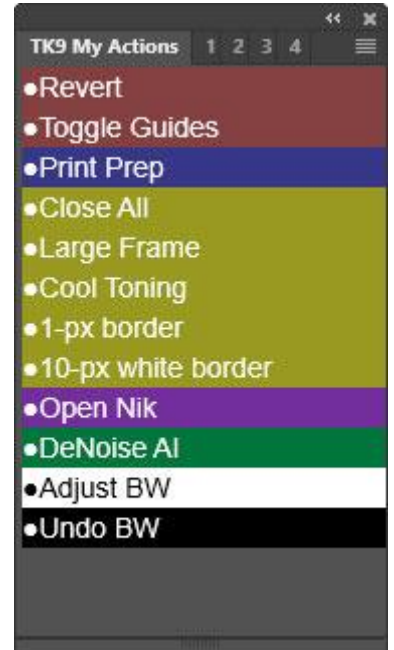 TK9 My Actions 1 2 3 4
●Revert
●Toggle Guides
●Print Prep
●Close All
●Large Frame
●Cool Toning
●1-px border
●10-px white border
●Open Nik
●DeNoise AI
●Adjust BW
●Undo BW